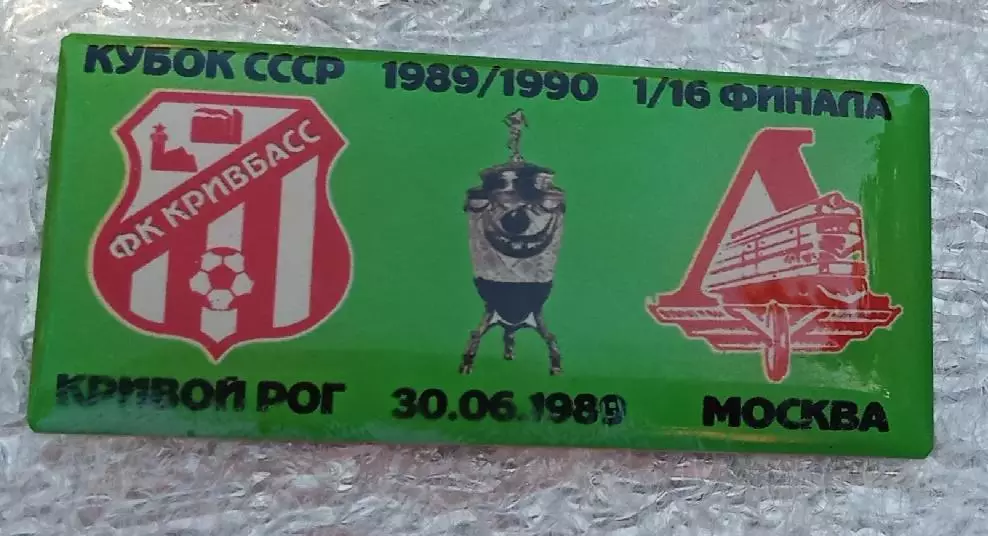 КУБОК СССР 1989/1990 1/16 ФИНАЛА
ФК КРИВБАСС
КРИВОЙ РОГ 30.06.1989 МОСКВА